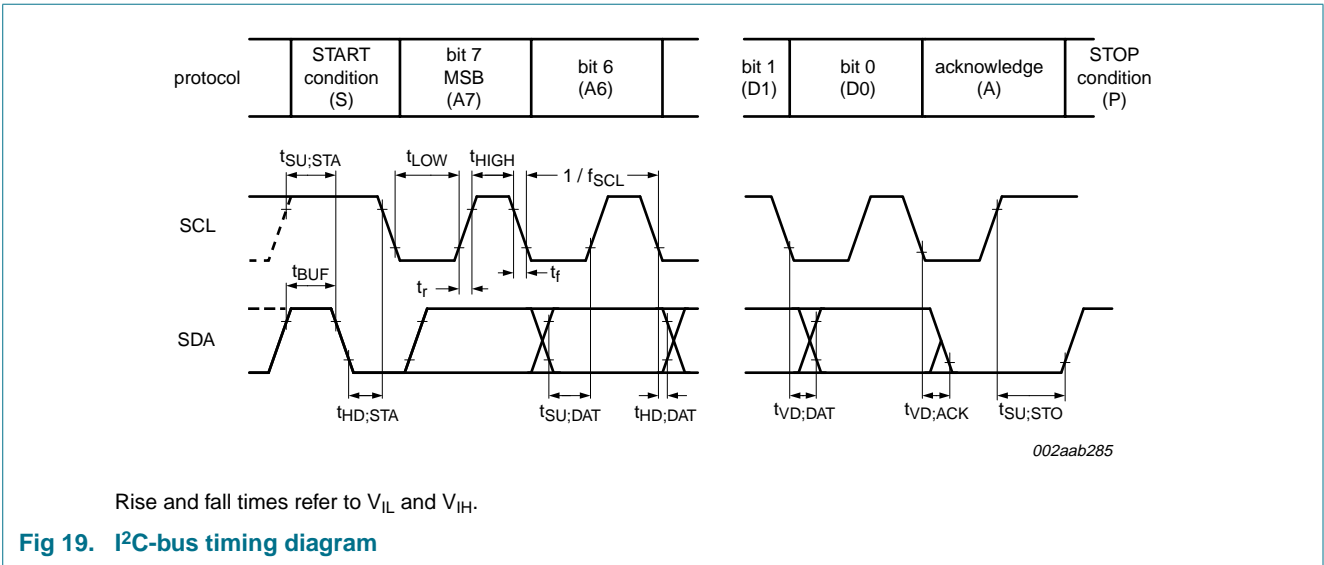 protocol
START
condition
(S)
bit 7
MSB
(A7)
bit 6
(A6)
bit 1
(D1)
bit 0
(D0)
acknowledge
(A)
STOP
condition
(P)
tSU;STA
tLOW
tHIGH
1 / fSCL
SCL
tBUF
tr
tf
SDA
tHD;STA
tSU;DAT
tHD;DAT
tVD;DAT
tVD;ACK
tSU;STO
002aab285
Rise and fall times refer to VIL and VIH.
Fig 19. I²C-bus timing diagram